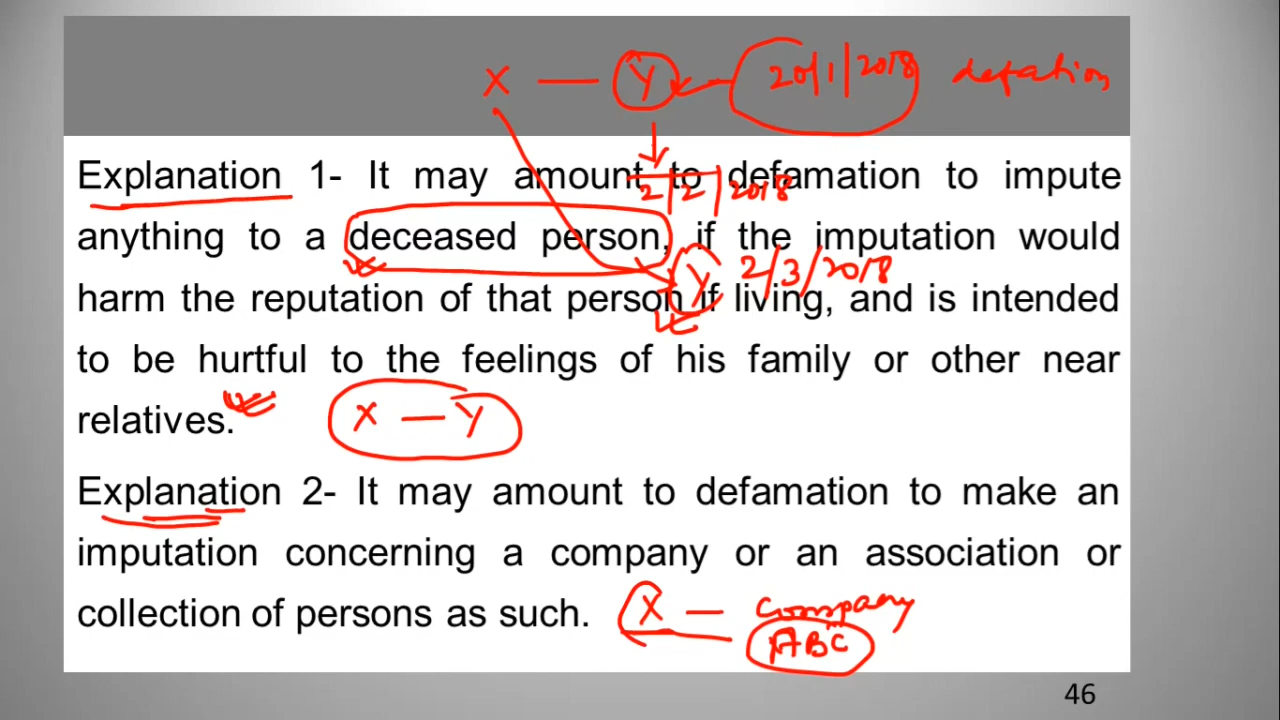 X — Y 20/1/2018 defation
Explanation 1- It may amount to defamation to impute
2/2/2018
anything to a deceased person, if the imputation would
Y 2/3/2018
harm the reputation of that person if living, and is intended
to be hurtful to the feelings of his family or other near
relatives. X — Y
Explanation 2- It may amount to defamation to make an
imputation concerning a company or an association or
collection of persons as such. X — Company
ABC
46